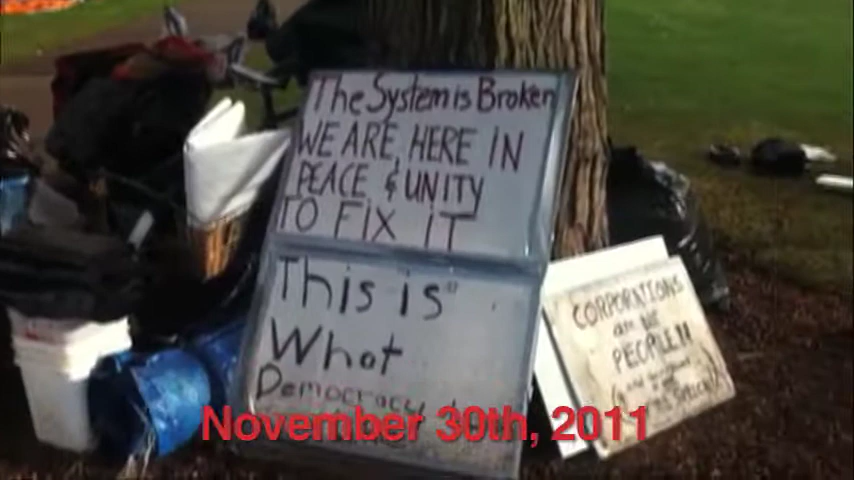 The System is Broken
WE ARE HERE IN
PEACE & UNITY
TO FIX IT
This is
What
Democracy
CORPORATIONS
are NOT
PEOPLE!!
November 30th, 2011